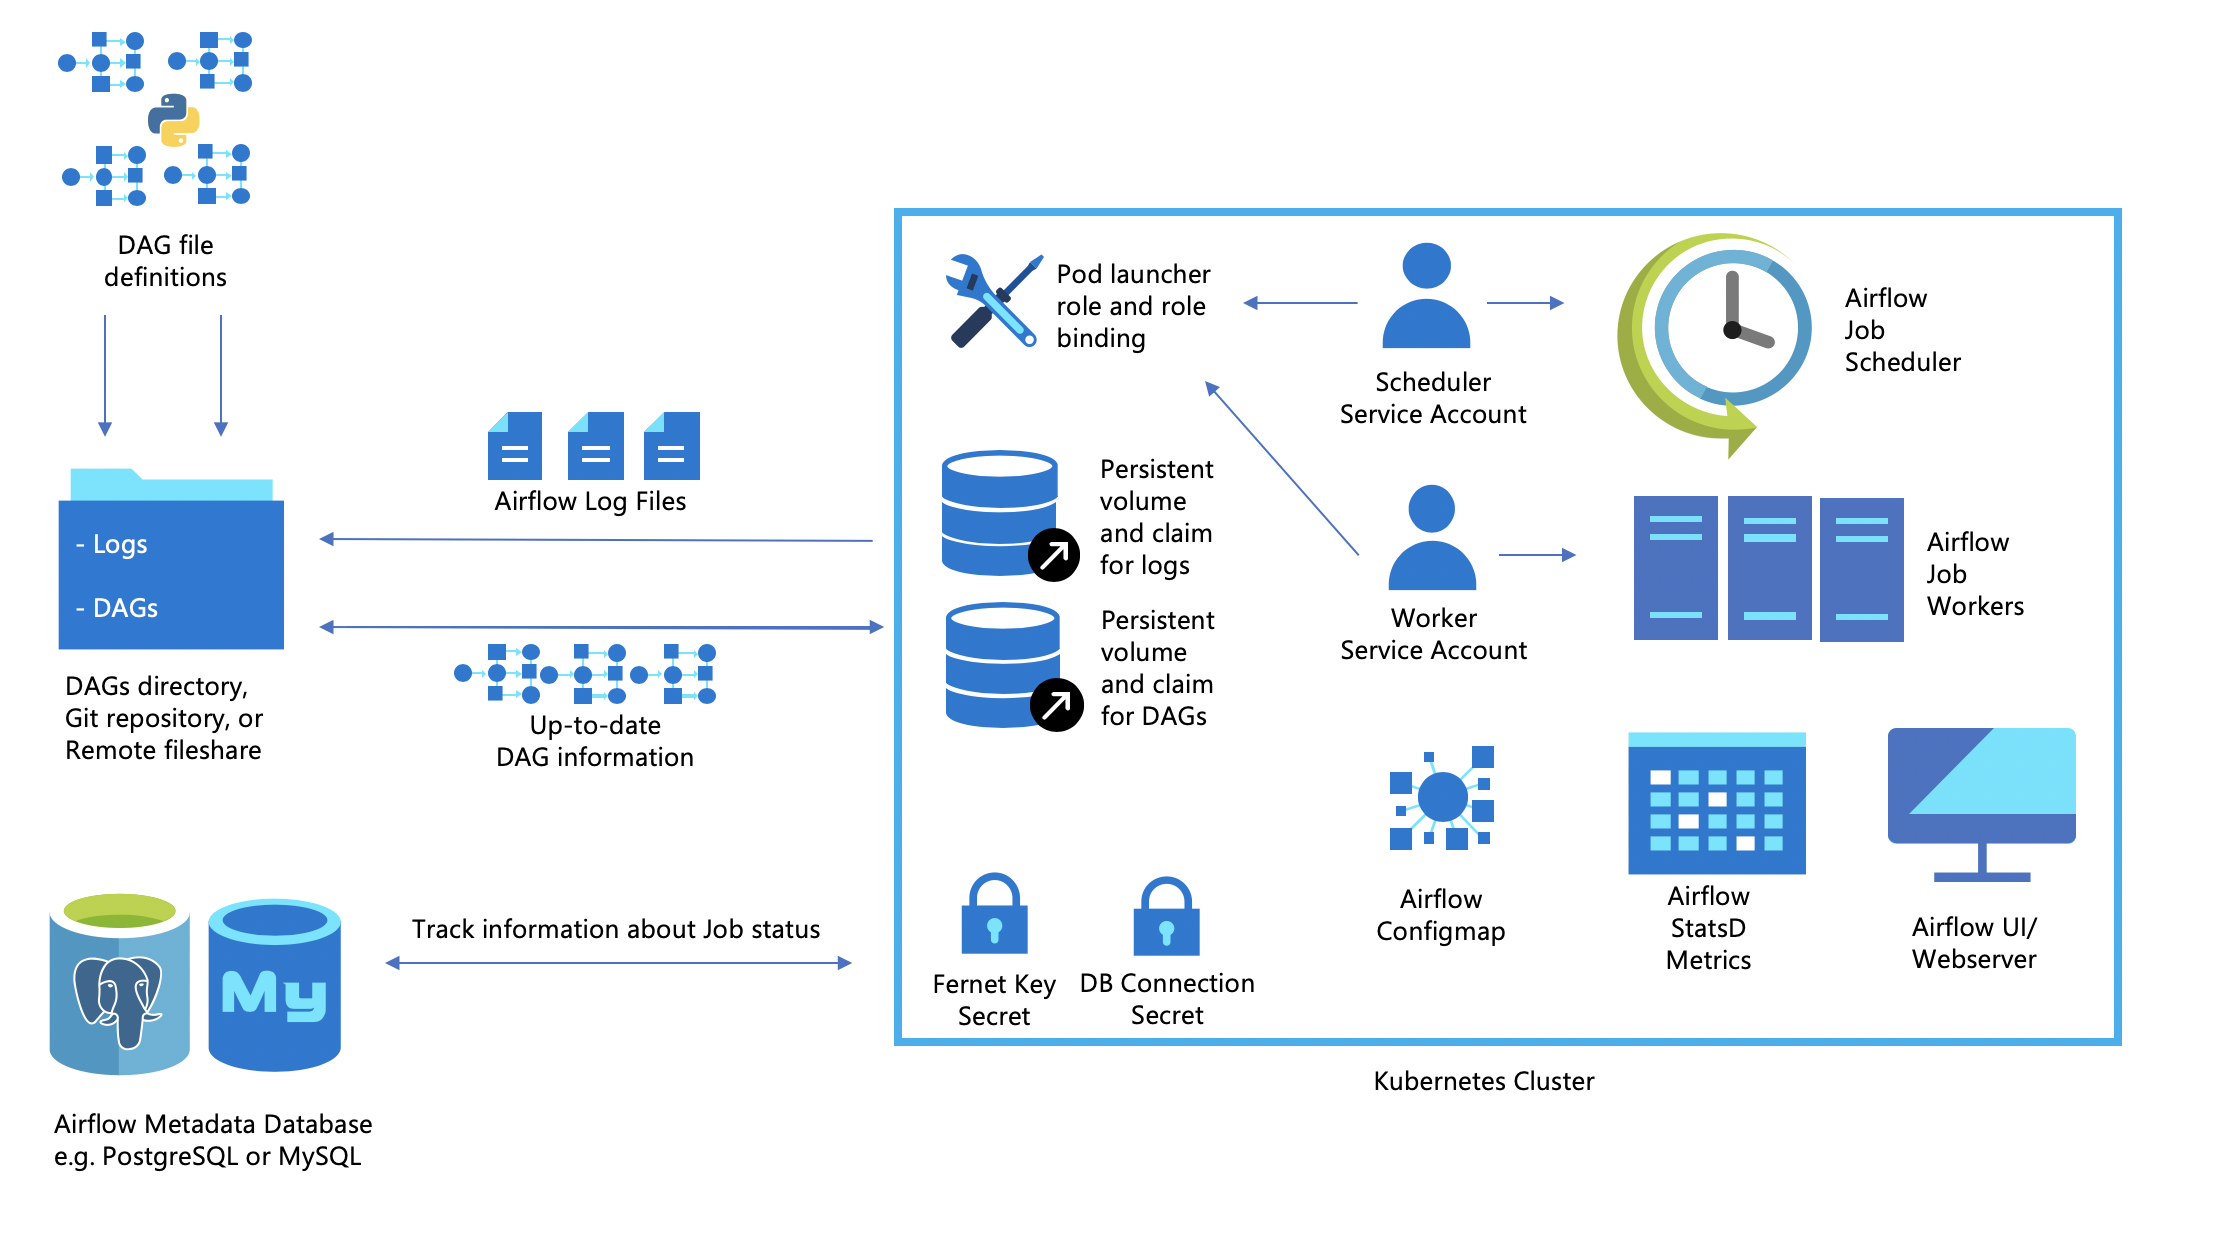 DAG file
definitions
- Logs
- DAGs
DAGs directory,
Git repository, or
Remote fileshare
Airflow Log Files
Up-to-date
DAG information
Track information about Job status
My
Airflow Metadata Database
e.g. PostgreSQL or MySQL
Pod launcher
role and role
binding
Scheduler
Service Account
Airflow
Job
Scheduler
Persistent
volume
and claim
for logs
Persistent
volume
and claim
for DAGs
Worker
Service Account
Airflow
Job
Workers
Fernet Key
Secret
DB Connection
Secret
Airflow
Configmap
Airflow
StatsD
Metrics
Airflow UI/
Webserver
Kubernetes Cluster